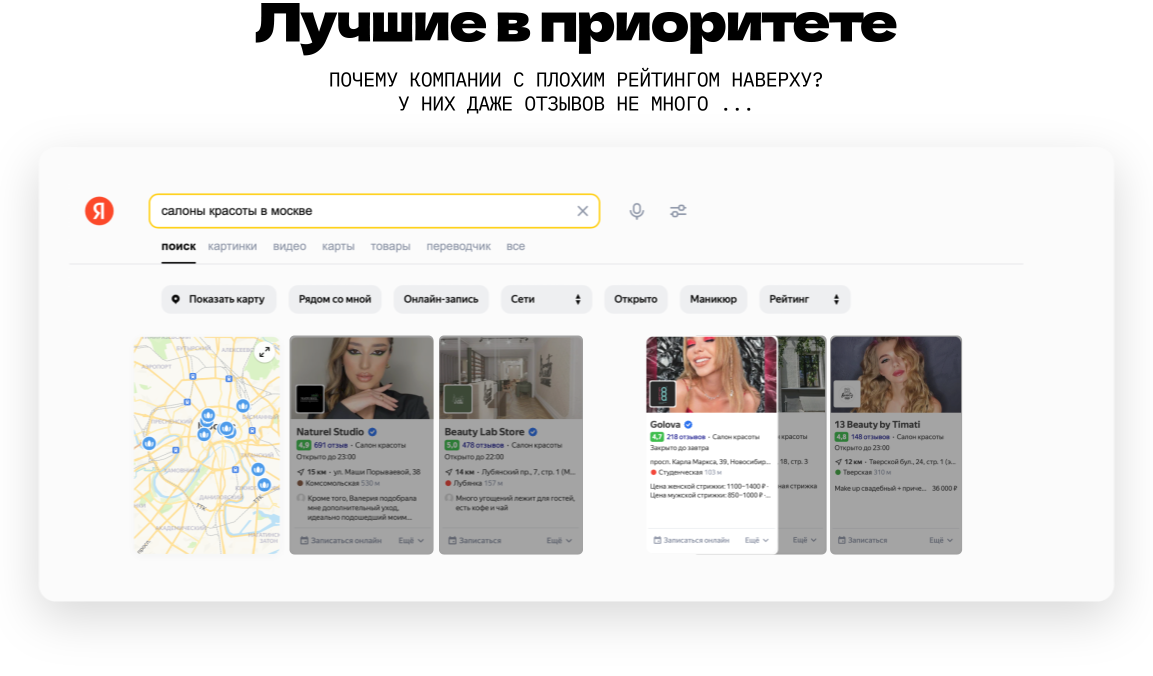 Лучшие в приоритете
ПОЧЕМУ КОМПАНИИ С ПЛОХИМ РЕЙТИНГОМ НАВЕРХУ?
У НИХ ДАЖЕ ОТЗЫВОВ НЕ МНОГО ...
Я
салоны красоты в москве
поиск картинки видео карты товары переводчик все
Показать карту Рядом со мной Онлайн-запись Сети Открыто Маникюр Рейтинг
АЭРОПОРТ
ТТК
Naturel Studio
4,9 691 отзыв • Салон красоты
Открыто до 23:00
15 км • ул. Маши Порываевой, 38
Комсомольская 530 м
Кроме того, Валерия подобрала
мне дополнительный уход,
идеально подошедший моим...
Записаться онлайн Ещё
Beauty Lab Store
5,0 478 отзывов • Салон красоты
Открыто до 22:00
14 км • Лубянский пр., 7, стр. 1 (М...
Лубянка 157 м
Много угощений лежит для гостей,
есть кофе и чай
Записаться Ещё
Golova
4,7 218 отзывов • Салон красоты
Закрыто до завтра
просп. Карла Маркса, 39, Новосибир...
Студенческая 103 м
Цена женской стрижки: 1100–1400 ₽ ·
Цена мужской стрижки: 850–1000 ₽ ·...
Записаться онлайн Ещё
красоты
18, стр. 3
ная стрижка
Ещё
13 Beauty by Timati
4,8 148 отзывов • Салон красоты
Открыто до 23:00
12 км • Тверской бул., 24, стр. 1 (э...
Тверская 310 м
Make up свадебный + приче... 36 000 ₽
Записаться Ещё